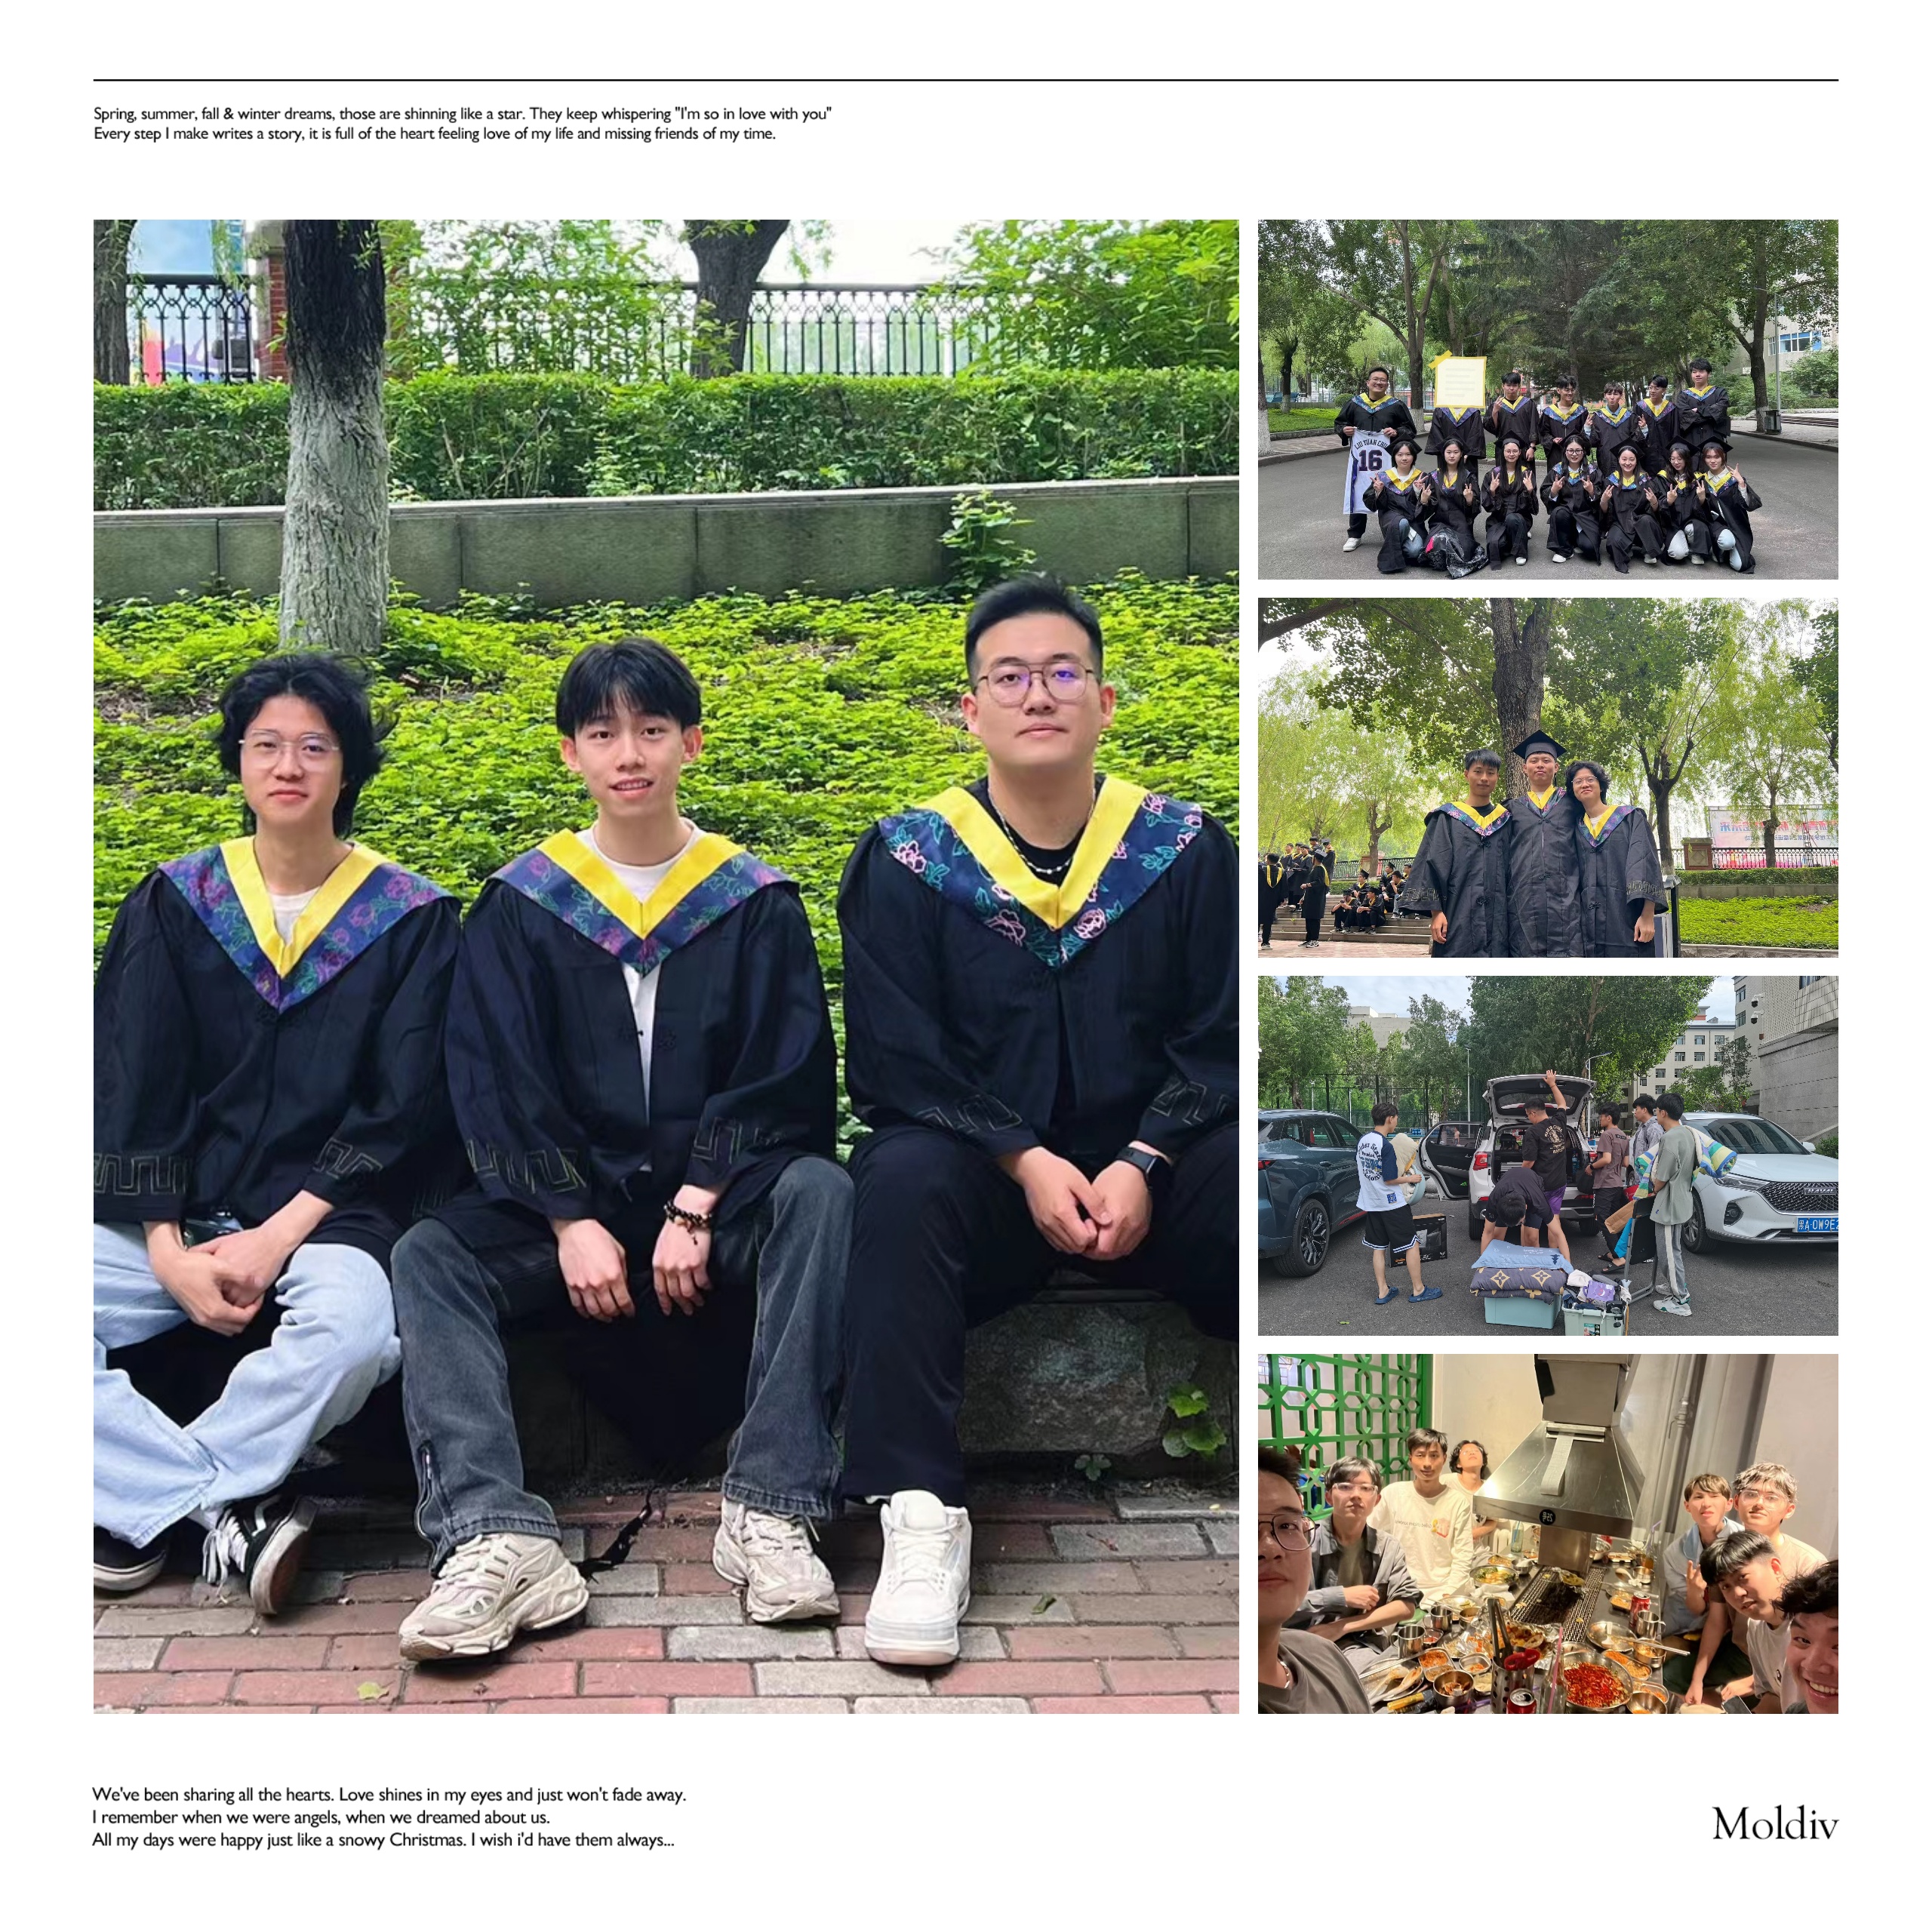 Spring, summer, fall & winter dreams, those are shinning like a star. They keep whispering "I'm so in love with you"
Every step I make writes a story, it is full of the heart feeling love of my life and missing friends of my time.
16
We've been sharing all the hearts. Love shines in my eyes and just won't fade away.
I remember when we were angels, when we dreamed about us.
All my days were happy just like a snowy Christmas. I wish i'd have them always...
Moldiv